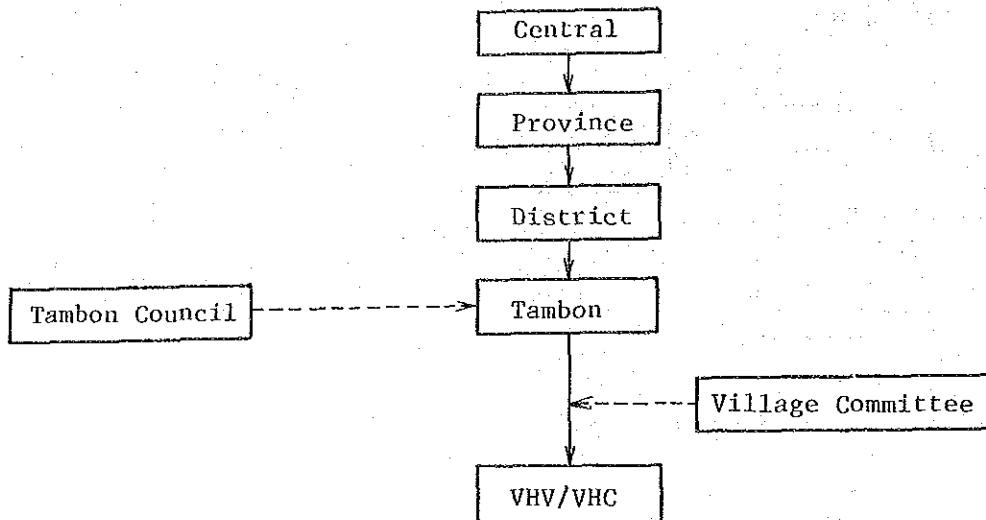 Central
Province
District
Tambon Council
Tambon
Village Committee
VHV/VHC